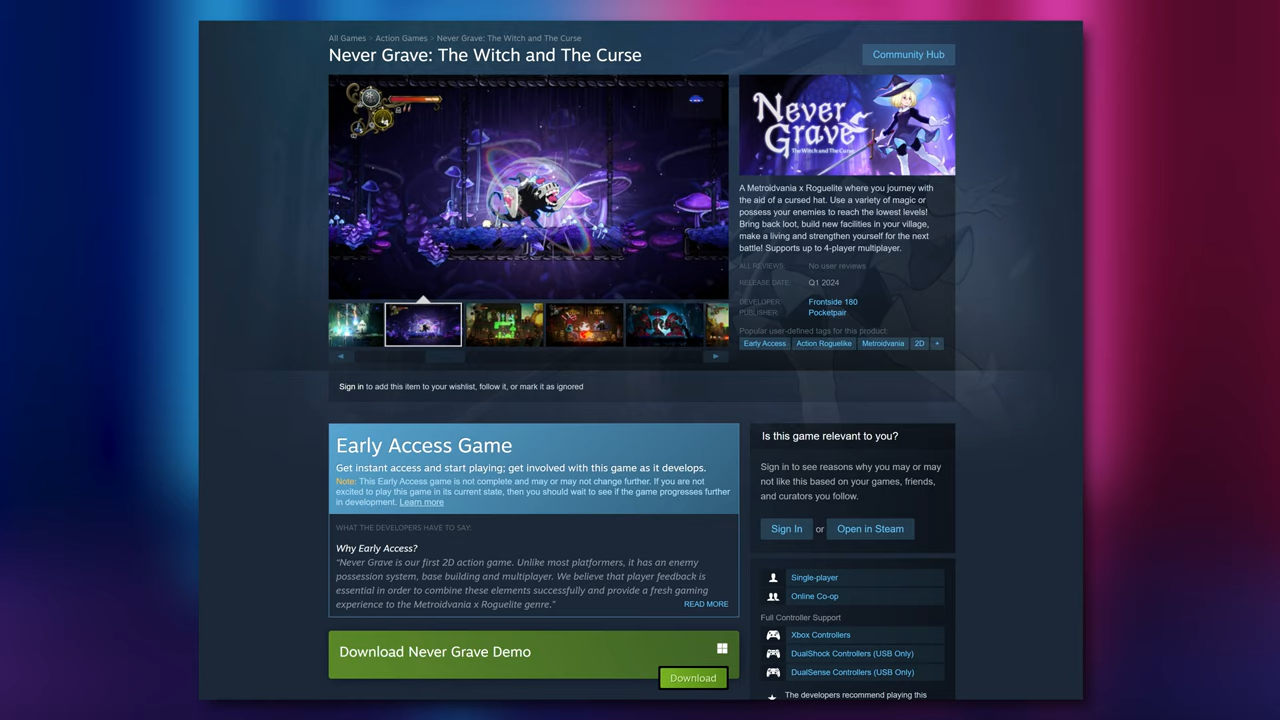 All Games > Action Games > Never Grave: The Witch and The Curse
Never Grave: The Witch and The Curse
Community Hub
Never
Grave
The Witch and The Curse
A Metroidvania x Roguelite where you journey with
the aid of a cursed hat. Use a variety of magic or
possess your enemies to reach the lowest levels!
Bring back loot, build new facilities in your village,
make a living and strengthen yourself for the next
battle! Supports up to 4-player multiplayer.
ALL REVIEWS: No user reviews
RELEASE DATE: Q1 2024
DEVELOPER: Frontside 180
PUBLISHER: Pocketpair
Popular user-defined tags for this product:
Early Access Action Roguelike Metroidvania 2D +
Sign in to add this item to your wishlist, follow it, or mark it as ignored
Early Access Game
Get instant access and start playing; get involved with this game as it develops.
Note: This Early Access game is not complete and may or may not change further. If you are not
excited to play this game in its current state, then you should wait to see if the game progresses further
in development. Learn more
WHAT THE DEVELOPERS HAVE TO SAY:
Why Early Access?
“Never Grave is our first 2D action game. Unlike most platformers, it has an enemy
possession system, base building and multiplayer. We believe that player feedback is
essential in order to combine these elements successfully and provide a fresh gaming
experience to the Metroidvania x Roguelite genre.”
READ MORE
Download Never Grave Demo
Download
Is this game relevant to you?
Sign in to see reasons why you may or may
not like this based on your games, friends,
and curators you follow.
Sign In or Open in Steam
Single-player
Online Co-op
Full Controller Support
Xbox Controllers
DualShock Controllers (USB Only)
DualSense Controllers (USB Only)
The developers recommend playing this